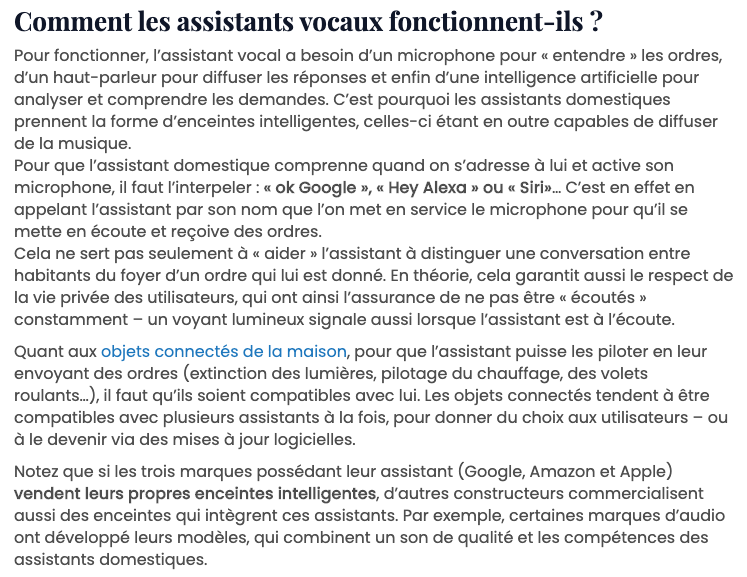 Comment les assistants vocaux fonctionnent-ils ?
Pour fonctionner, l’assistant vocal a besoin d’un microphone pour « entendre » les ordres,
d’un haut-parleur pour diffuser les réponses et enfin d’une intelligence artificielle pour
analyser et comprendre les demandes. C’est pourquoi les assistants domestiques
prennent la forme d’enceintes intelligentes, celles-ci étant en outre capables de diffuser
de la musique.
Pour que l’assistant domestique comprenne quand on s’adresse à lui et active son
microphone, il faut l’interpeler : « ok Google », « Hey Alexa » ou « Siri»… C’est en effet en
appelant l’assistant par son nom que l’on met en service le microphone pour qu’il se
mette en écoute et reçoive des ordres.
Cela ne sert pas seulement à « aider » l’assistant à distinguer une conversation entre
habitants du foyer d’un ordre qui lui est donné. En théorie, cela garantit aussi le respect de
la vie privée des utilisateurs, qui ont ainsi l’assurance de ne pas être « écoutés »
constamment – un voyant lumineux signale aussi lorsque l’assistant est à l’écoute.
Quant aux objets connectés de la maison, pour que l’assistant puisse les piloter en leur
envoyant des ordres (extinction des lumières, pilotage du chauffage, des volets
roulants…), il faut qu’ils soient compatibles avec lui. Les objets connectés tendent à être
compatibles avec plusieurs assistants à la fois, pour donner du choix aux utilisateurs – ou
à le devenir via des mises à jour logicielles.
Notez que si les trois marques possédant leur assistant (Google, Amazon et Apple)
vendent leurs propres enceintes intelligentes, d’autres constructeurs commercialisent
aussi des enceintes qui intègrent ces assistants. Par exemple, certaines marques d’audio
ont développé leurs modèles, qui combinent un son de qualité et les compétences des
assistants domestiques.